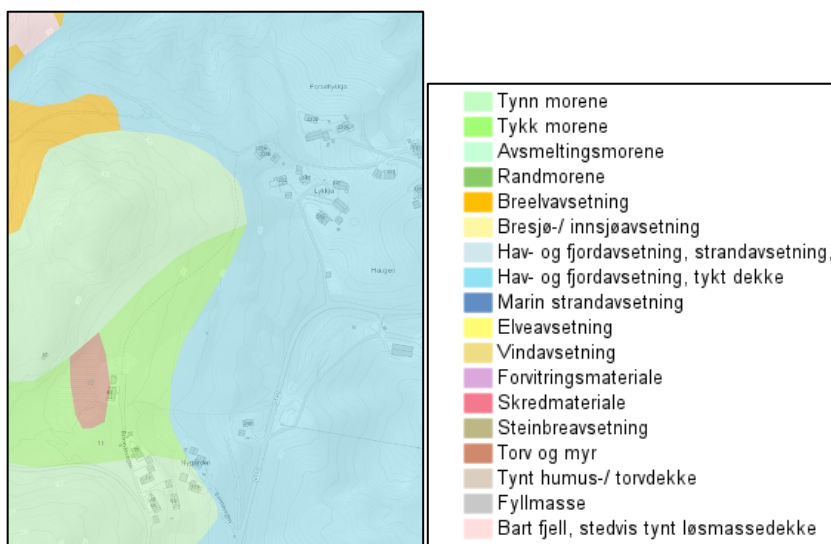 Lykkja
Haugen
Nygården
Tynn morene
Tykk morene
Avsmeltingsmorene
Randmorene
Breelvavsetning
Bresjø-/ innsjøavsetning
Hav- og fjordavsetning, strandavsetning,
Hav- og fjordavsetning, tykt dekke
Marin strandavsetning
Elveavsetning
Vindavsetning
Forvitringsmateriale
Skredmateriale
Steinbreavsetning
Torv og myr
Tynt humus-/ torvdekke
Fyllmasse
Bart fjell, stedvis tynt løsmassedekke